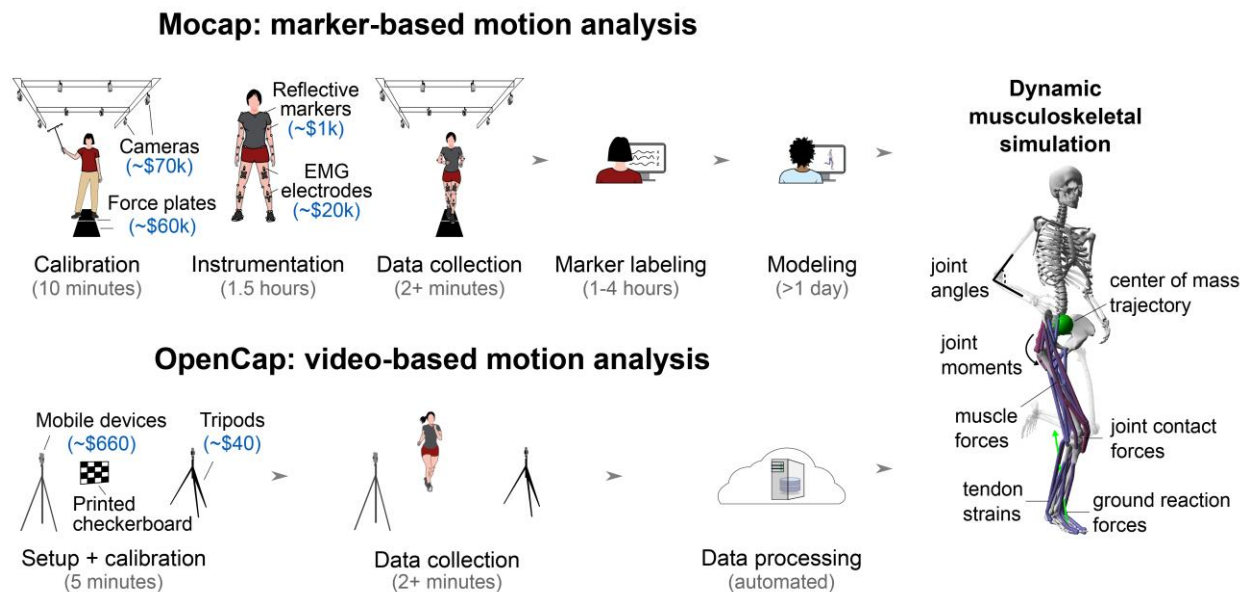 Mocap: marker-based motion analysis
Cameras
(~$70k)
Force plates
(~$60k)
Reflective
markers
(~$1k)
EMG
electrodes
(~$20k)
Calibration
(10 minutes)
Instrumentation
(1.5 hours)
Data collection
(2+ minutes)
Marker labeling
(1-4 hours)
Modeling
(>1 day)
OpenCap: video-based motion analysis
Mobile devices
(~$660)
Tripods
(~$40)
Printed
checkerboard
Setup + calibration
(5 minutes)
Data collection
(2+ minutes)
Data processing
(automated)
Dynamic
musculoskeletal
simulation
joint
angles
center of mass
trajectory
joint
moments
muscle
forces
joint contact
forces
tendon
strains
ground reaction
forces